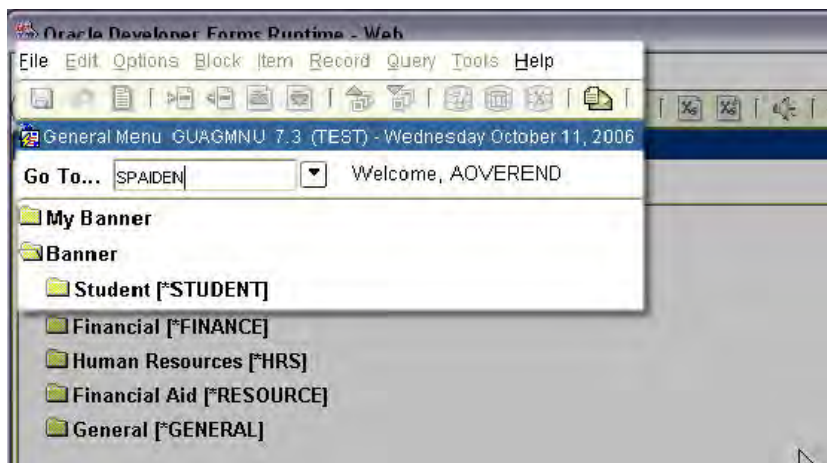 Oracle Developer Forms Runtime - Web
File Edit Options Block Item Record Query Tools Help
General Menu GUAGMNU 7.3 (TEST) - Wednesday October 11, 2006
Go To... SPAIDEN Welcome, AOVEREND
My Banner
Banner
Student [*STUDENT]
Financial [*FINANCE]
Human Resources [*HRS]
Financial Aid [*RESOURCE]
General [*GENERAL]